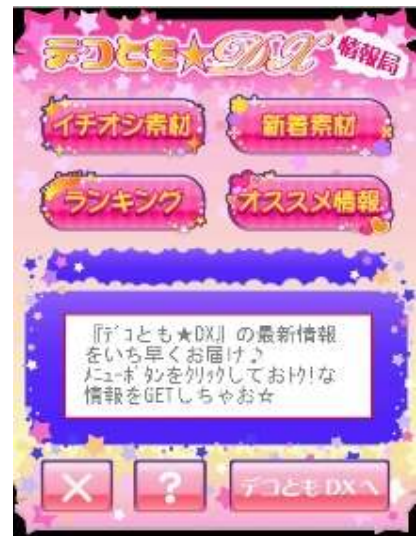 デコとも★DX 情報局
イチオシ素材
新着素材
ランキング
オススメ情報
『ﾃﾞｺとも★DX』の最新情報
をいち早くお届け♪
ﾒﾆｭｰﾎﾞﾀﾝをｸﾘｯｸしておﾄｸ!な
情報をGETしちゃお☆
×
?
デコともDXへ